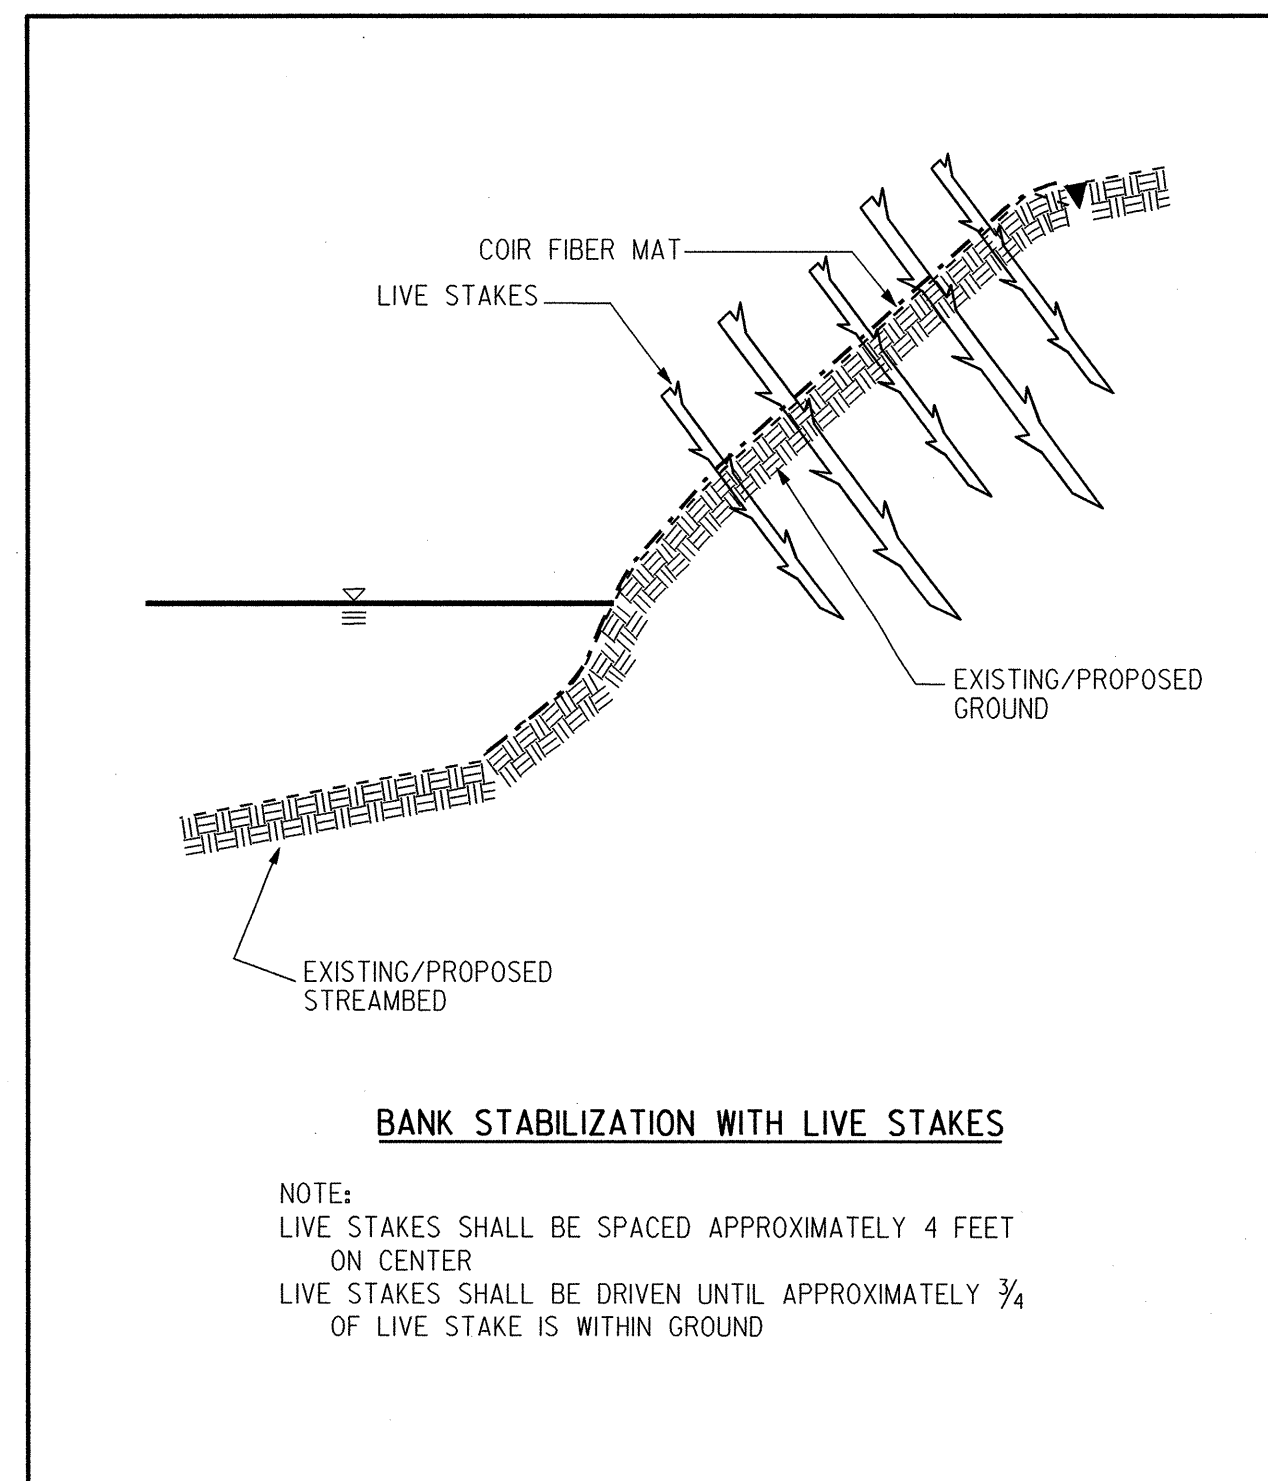 COIR FIBER MAT
LIVE STAKES
EXISTING/PROPOSED
GROUND
EXISTING/PROPOSED
STREAMBED
BANK STABILIZATION WITH LIVE STAKES
NOTE:
LIVE STAKES SHALL BE SPACED APPROXIMATELY 4 FEET
ON CENTER
LIVE STAKES SHALL BE DRIVEN UNTIL APPROXIMATELY ¾
OF LIVE STAKE IS WITHIN GROUND